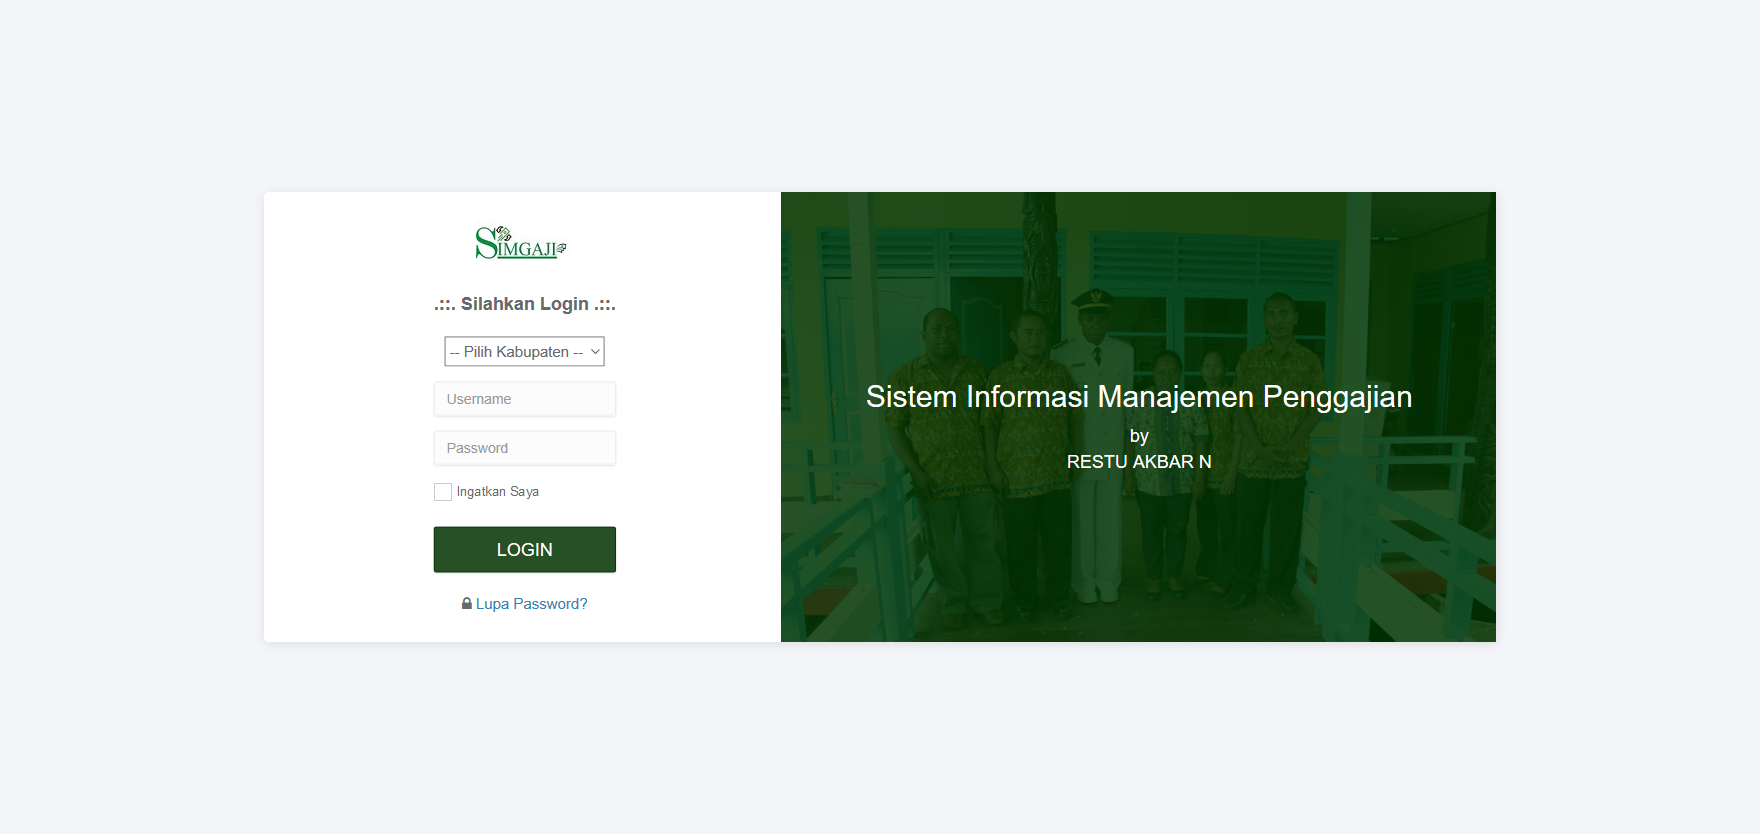 SIMGAJI
.::. Silahkan Login .::.
-- Pilih Kabupaten --
Username
Password
Ingatkan Saya
LOGIN
Lupa Password?
Sistem Informasi Manajemen Penggajian
by
RESTU AKBAR N